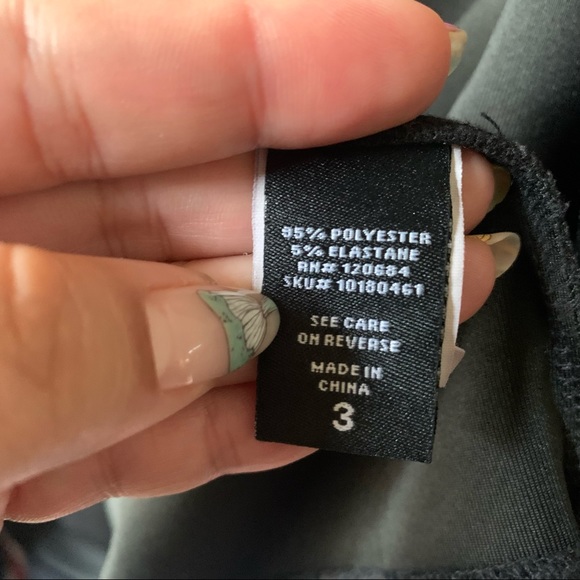 95% POLYESTER
5% ELASTANE
RN# 120684
SKU# 10180461
SEE CARE
ON REVERSE
MADE IN
CHINA
3